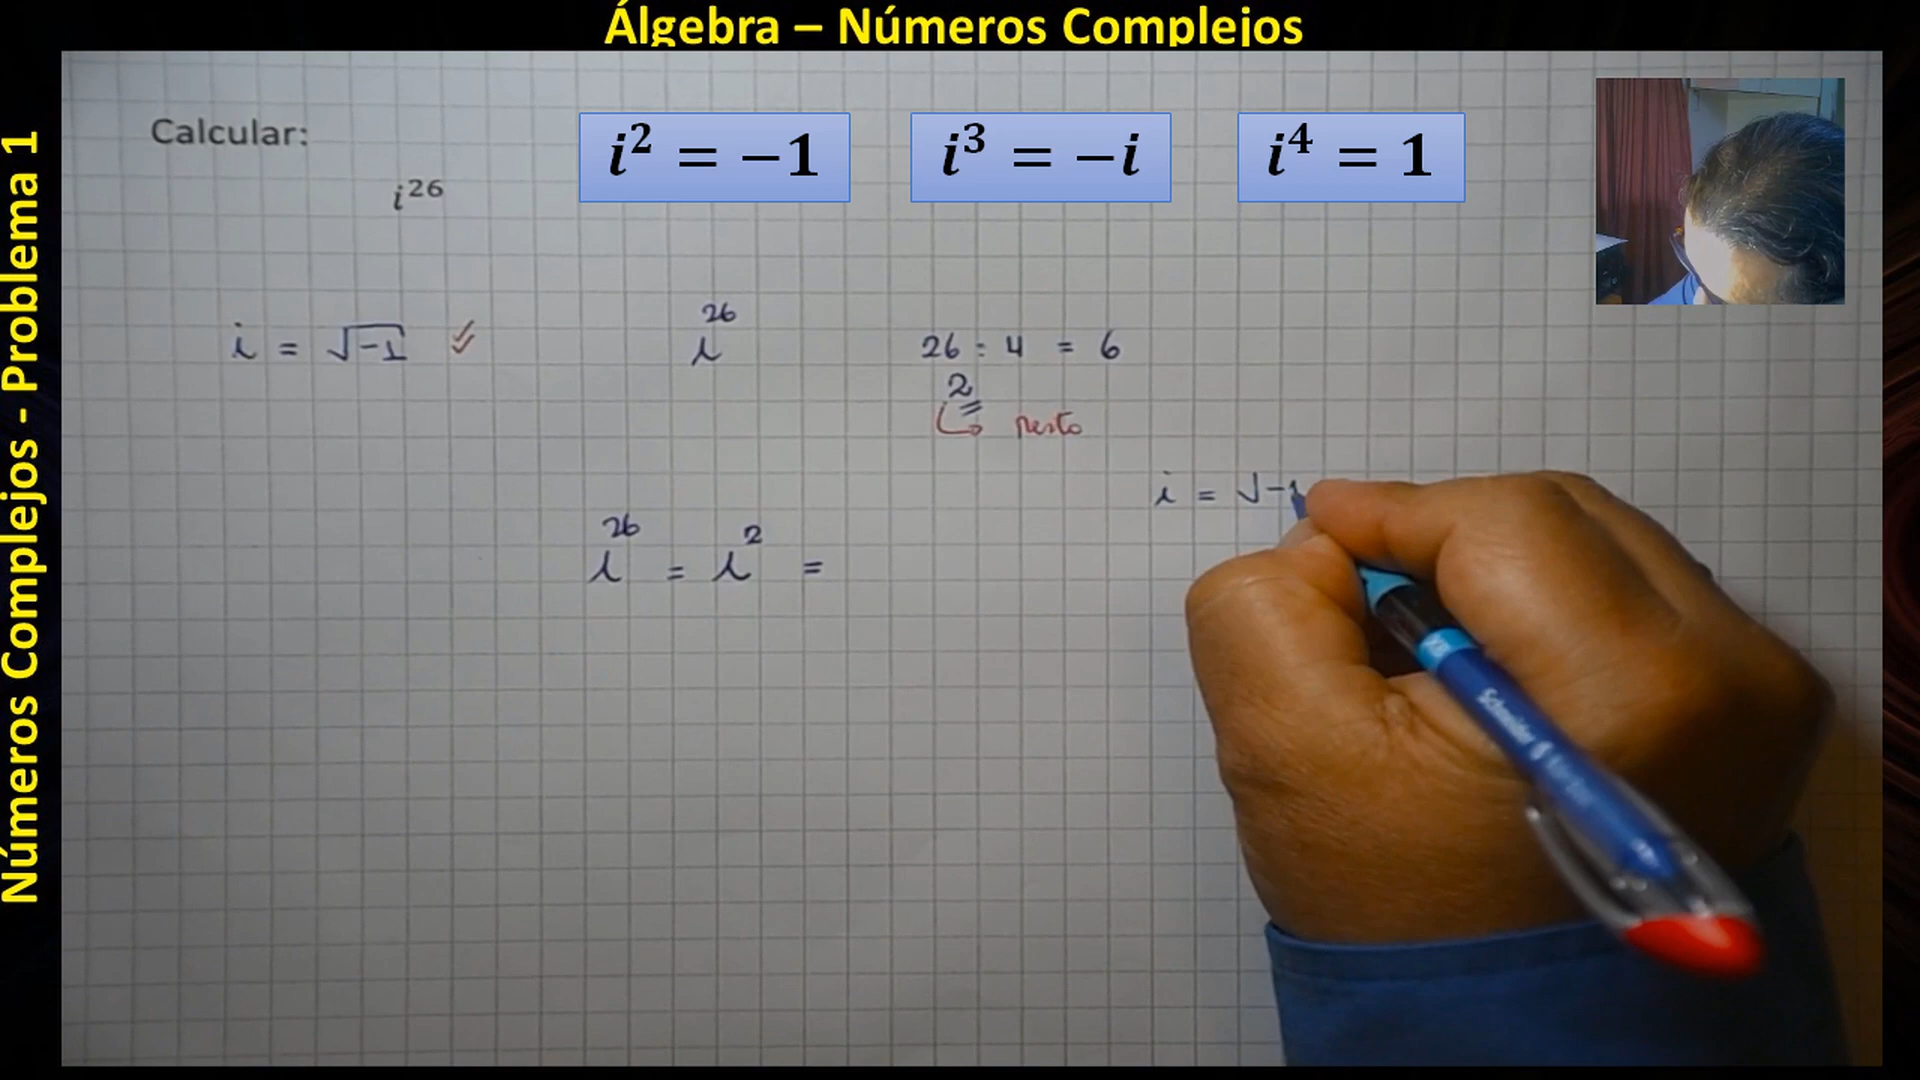 Álgebra – Números Complejos
Números Complejos - Problema 1
Calcular:
i²⁶
i² = −1
i³ = −i
i⁴ = 1
i = √-1
i²⁶
26 : 4 = 6
2
resto
i = √-1
i²⁶ = i² =
Schneider